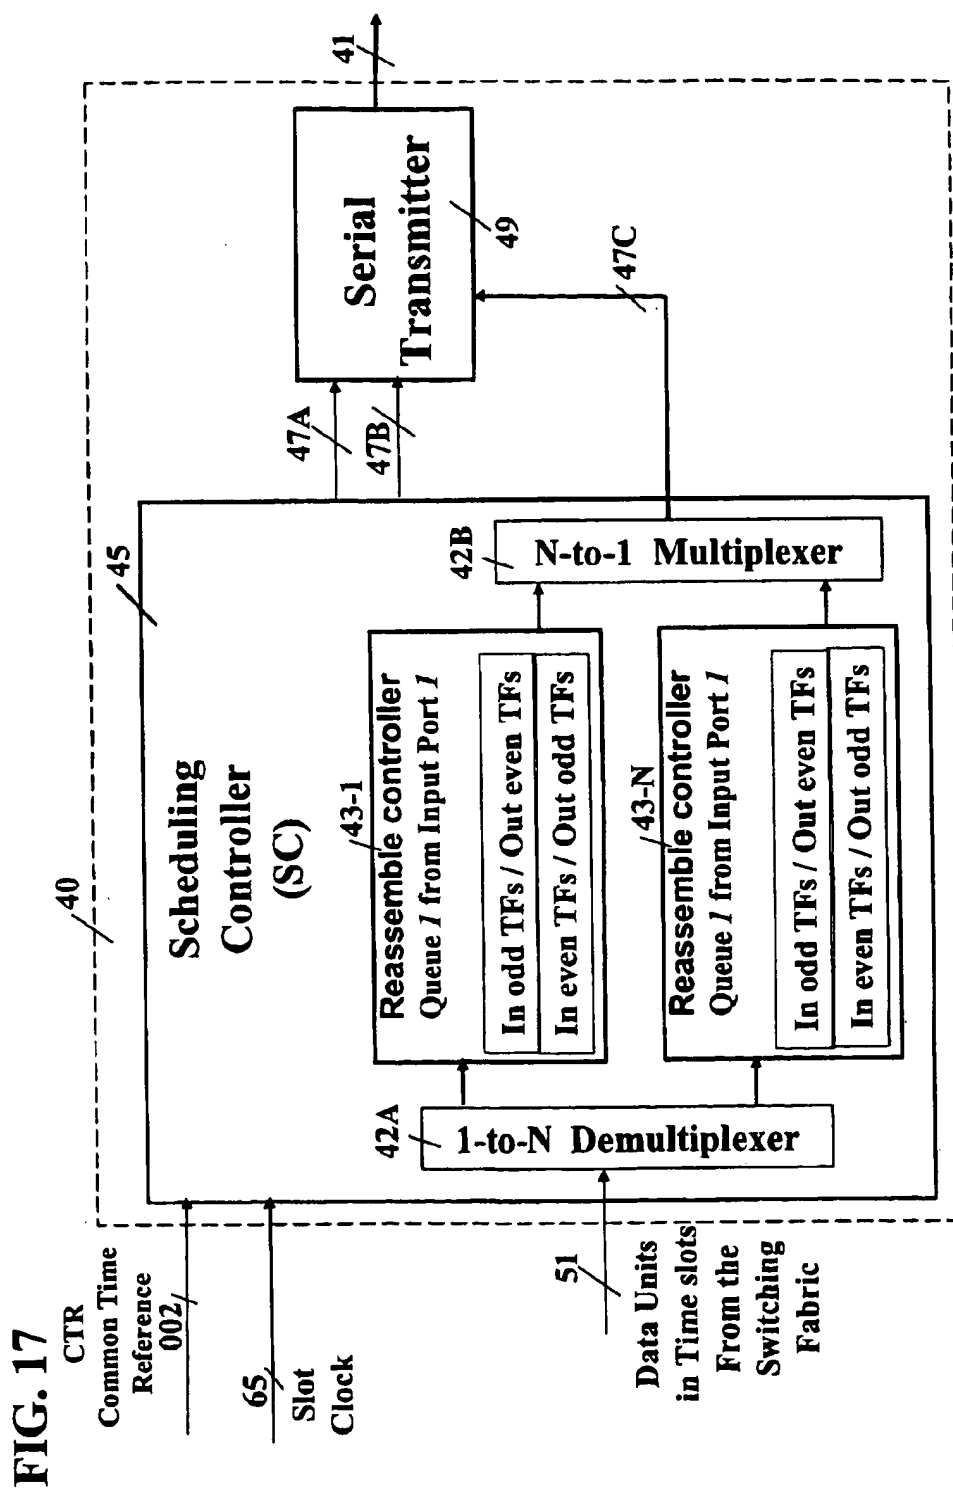 FIG. 17
CTR
Common Time
Reference
002
65
Slot
Clock
51
Data Units
in Time slots
From the
Switching
Fabric
40
45
Scheduling
Controller
(SC)
42A
1-to-N Demultiplexer
43-1
Reassemble controller
Queue 1 from Input Port 1
In odd TFs / Out even TFs
In even TFs / Out odd TFs
43-N
Reassemble controller
Queue 1 from Input Port 1
In odd TFs / Out even TFs
In even TFs / Out odd TFs
42B
N-to-1 Multiplexer
47A
47B
47C
Serial
Transmitter
49
41